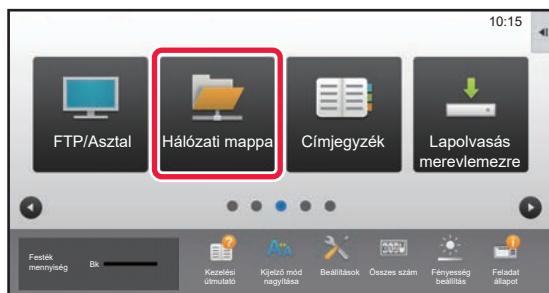 10:15
FTP/Asztal
Hálózati mappa
Címjegyzék
Lapolvasás
merevlemezre
Festék
mennyiség
Bk
Kezelési
útmutató
Kijelző mód
nagyítása
Beállítások
Összes szám
Fényesség
beállítás
Feladat
állapot